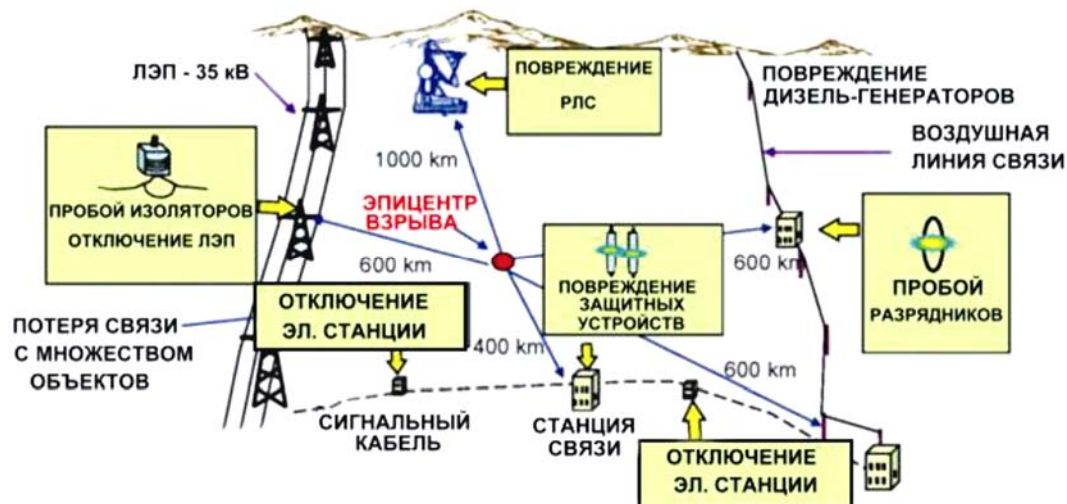 ЛЭП - 35 кВ
ПОВРЕЖДЕНИЕ
РЛС
ПОВРЕЖДЕНИЕ
ДИЗЕЛЬ-ГЕНЕРАТОРОВ
ВОЗДУШНАЯ
ЛИНИЯ СВЯЗИ
1000 km
ПРОБОЙ ИЗОЛЯТОРОВ
ОТКЛЮЧЕНИЕ ЛЭП
ЭПИЦЕНТР
ВЗРЫВА
600 km
ПОВРЕЖДЕНИЕ
ЗАЩИТНЫХ
УСТРОЙСТВ
600 km
ПРОБОЙ
РАЗРЯДНИКОВ
ОТКЛЮЧЕНИЕ
ЭЛ. СТАНЦИИ
ПОТЕРЯ СВЯЗИ
С МНОЖЕСТВОМ
ОБЪЕКТОВ
400 km
600 km
СИГНАЛЬНЫЙ
КАБЕЛЬ
СТАНЦИЯ
СВЯЗИ
ОТКЛЮЧЕНИЕ
ЭЛ. СТАНЦИИ